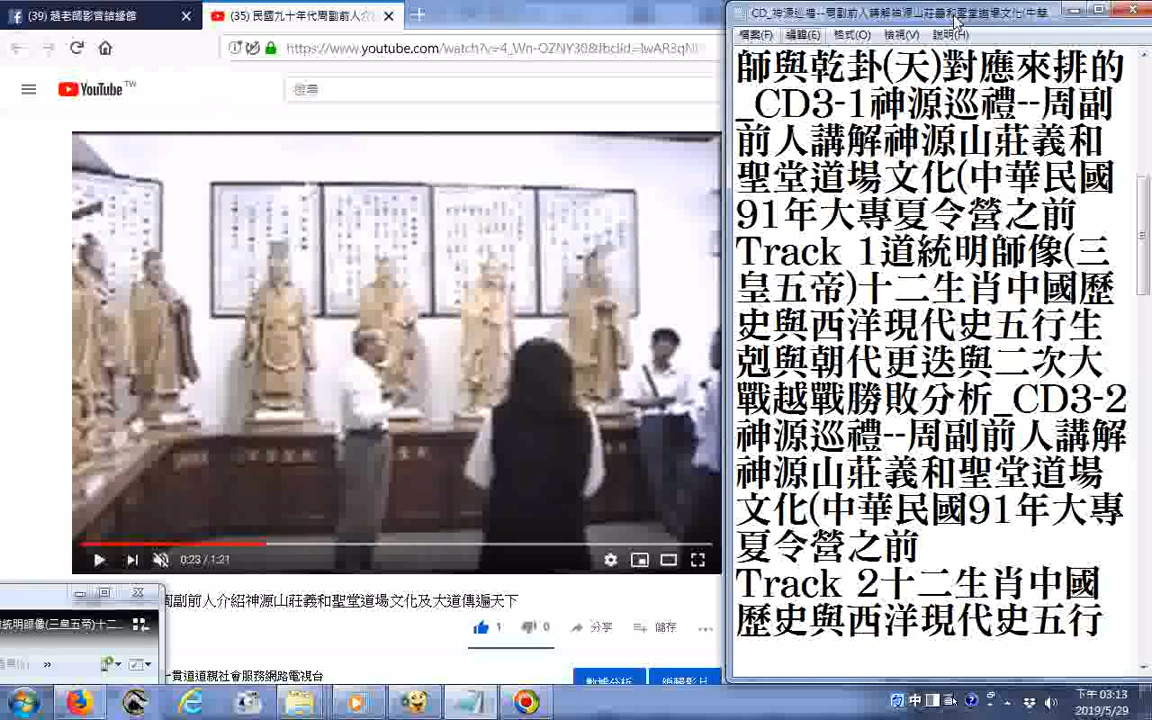 (39) 趙老師影音結緣館
(35) 民國九十年代周副前人介
https://www.youtube.com/watch?v=4_Wn-OZNY30&fbclid=IwAR3qnl
YouTube TW
搜尋
0:23 / 1:21
周副前人介紹神源山莊義和聖堂道場文化及大道傳遍天下
1
0
分享
儲存
一貫道道親社會服務網路電視台
數據分析
編輯影片
統明師像(三皇五帝)十二...
CD_神源巡禮--周副前人講解神源山莊義和聖堂道場文化(中華
檔案(F) 編輯(E) 格式(O) 檢視(V) 說明(H)
師與乾卦(天)對應來排的
_CD3-1神源巡禮--周副
前人講解神源山莊義和
聖堂道場文化(中華民國
91年大專夏令營之前
Track 1道統明師像(三
皇五帝)十二生肖中國歷
史與西洋現代史五行生
剋與朝代更迭與二次大
戰越戰勝敗分析_CD3-2
神源巡禮--周副前人講解
神源山莊義和聖堂道場
文化(中華民國91年大專
夏令營之前
Track 2十二生肖中國
歷史與西洋現代史五行
中
下午 03:13
2019/5/29